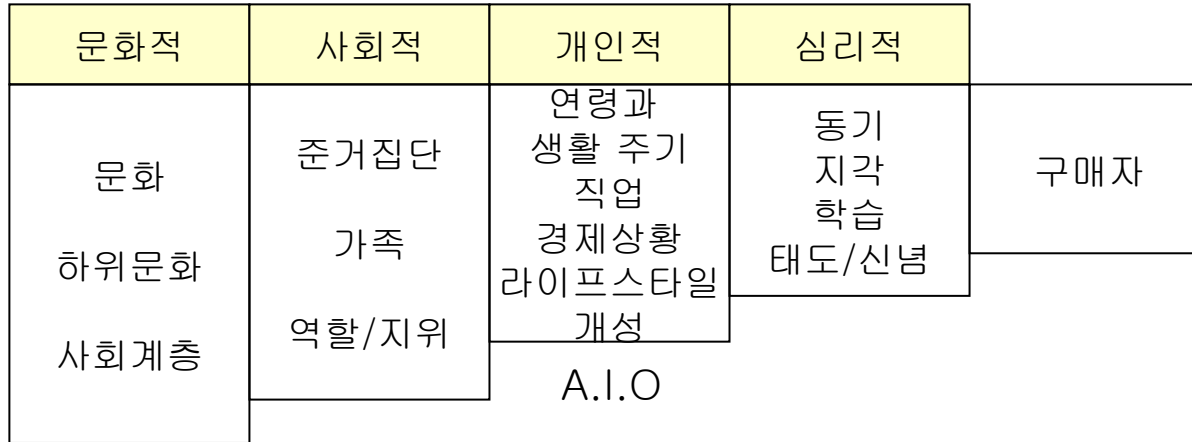 문화적
사회적
개인적
심리적
문화
하위문화
사회계층
준거집단
가족
역할/지위
연령과
생활 주기
직업
경제상황
라이프스타일
개성
A.I.O
동기
지각
학습
태도/신념
구매자